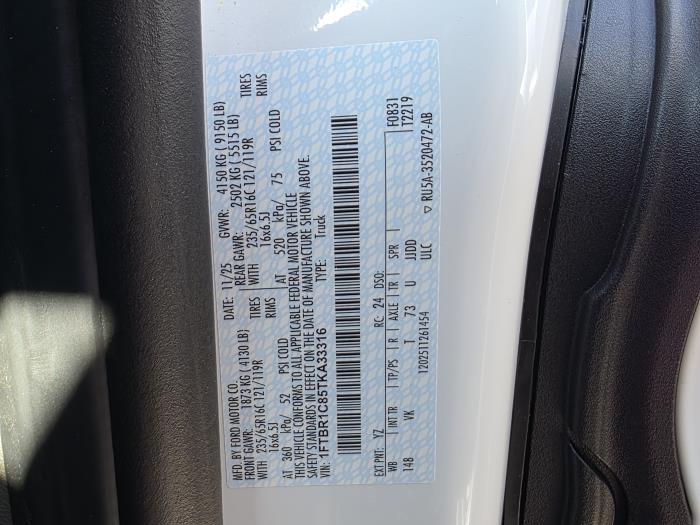 MFD. BY FORD MOTOR CO. DATE: 11/25 GVWR: 4150 KG ( 9150 LB)
FRONT GAWR: 1873 KG ( 4130 LB) REAR GAWR: 2502 KG ( 5515 LB)
WITH 235/65R16C 121/119R TIRES WITH 235/65R16C 121/119R TIRES
16x6.5J RIMS 16x6.5J RIMS
AT 360 kPa/ 52 PSI COLD AT 520 kPa/ 75 PSI COLD
THIS VEHICLE CONFORMS TO ALL APPLICABLE FEDERAL MOTOR VEHICLE
SAFETY STANDARDS IN EFFECT ON THE DATE OF MANUFACTURE SHOWN ABOVE.
VIN: 1FTBR1C85TKA33316 TYPE: Truck
EXT PNT: YZ RC: 24 DSO: F0831
WB | INT TR | TP/PS | R | AXLE | TR | SPR | T2219
148 VK T 73 U JJDD
1202511261454 ULC ▽ RU5A-3520472-AB